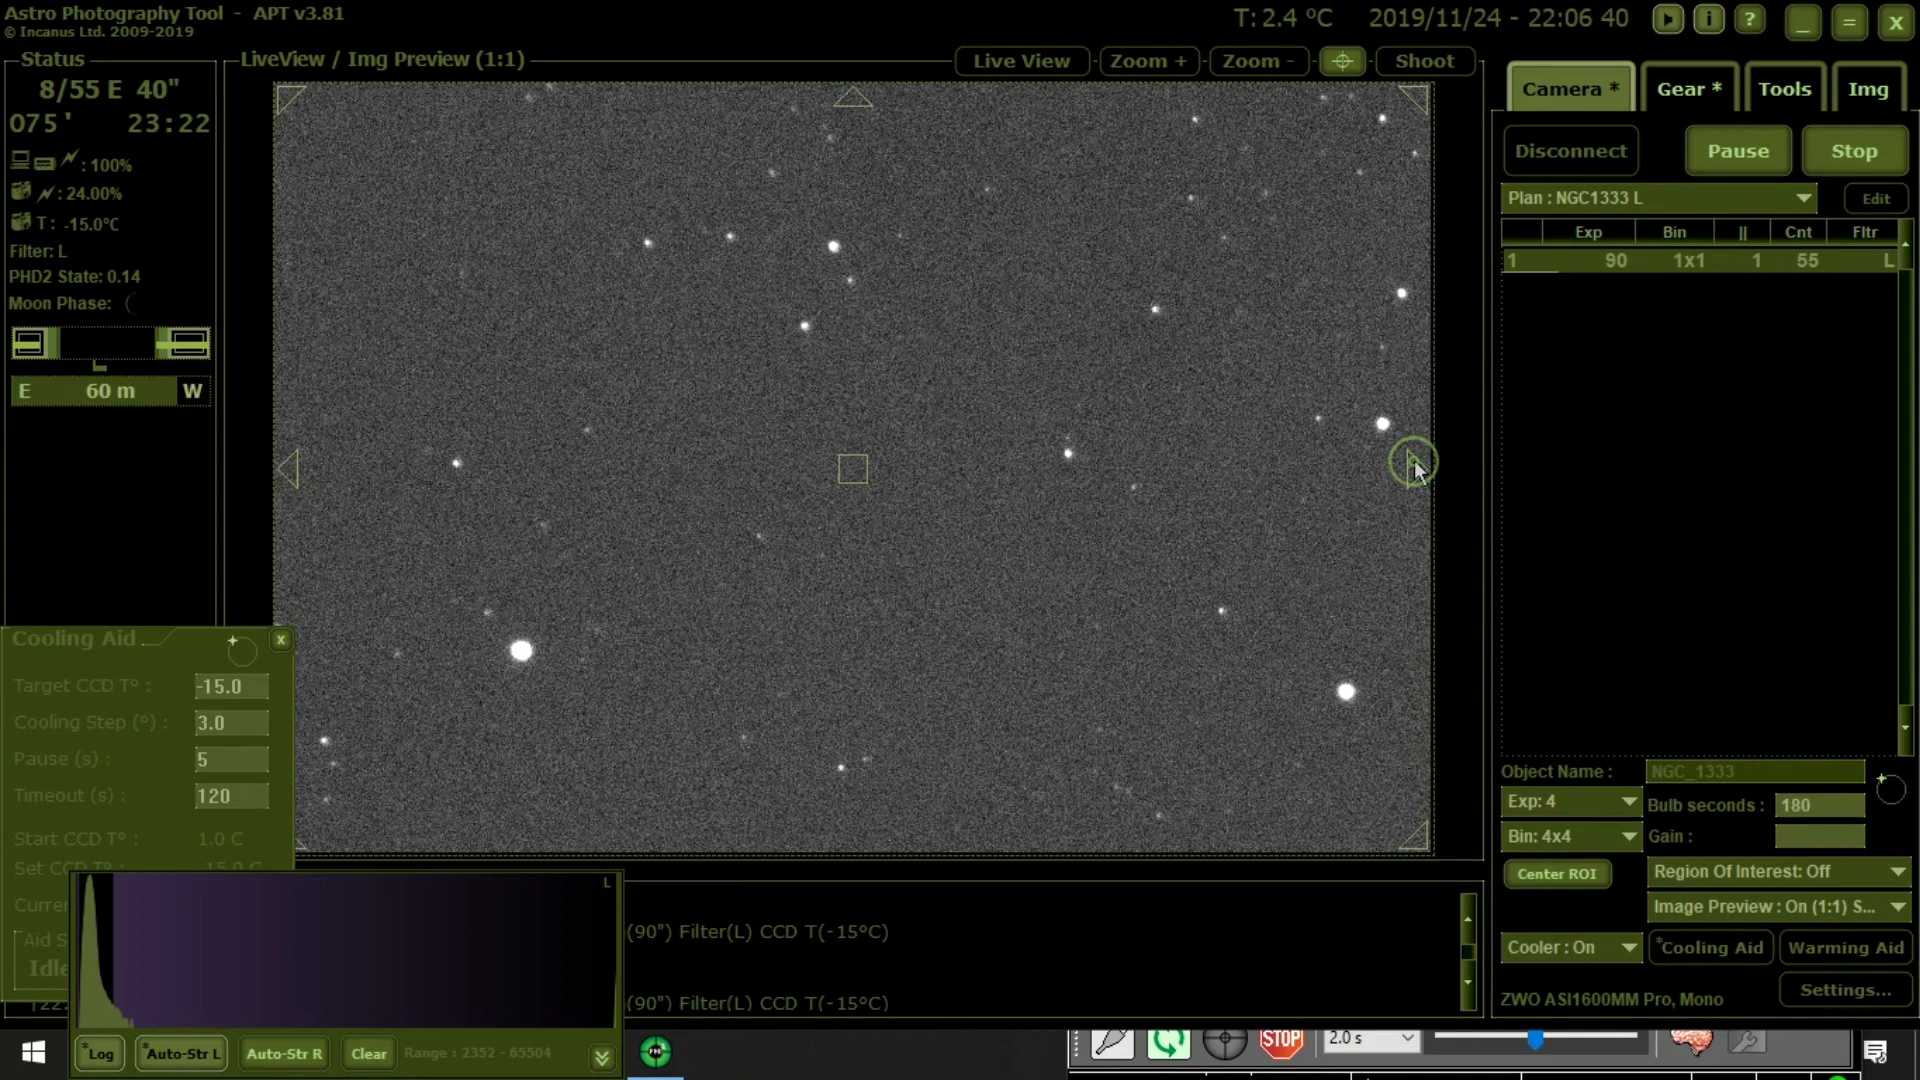 Astro Photography Tool - APT v3.81
© Incanus Ltd. 2009-2019
T: 2.4 °C 2019/11/24 - 22:06 40
i ? _ = X
Status
8/55 E 40"
075' 23:22
: 100%
: 24.00%
T: -15.0°C
Filter: L
PHD2 State: 0.14
Moon Phase:
L
E 60 m W
LiveView / Img Preview (1:1)
Live View Zoom + Zoom - Shoot
Camera * Gear * Tools Img
Disconnect Pause Stop
Plan : NGC1333 L Edit
Exp Bin || Cnt Fltr
1 90 1x1 1 55 L
Object Name : NGC_1333
Exp: 4 Bulb seconds : 180
Bin: 4x4 Gain :
Center ROI Region Of Interest: Off
Image Preview : On (1:1) S...
Cooler : On *Cooling Aid Warming Aid
ZWO ASI1600MM Pro, Mono Settings...
Cooling Aid x
Target CCD T° : -15.0
Cooling Step (°) : 3.0
Pause (s) : 5
Timeout (s) : 120
Start CCD T° : 1.0 C
Set CCD T° : -15.0 C
Curre
Aid S
Idle
L
(90") Filter(L) CCD T(-15°C)
(90") Filter(L) CCD T(-15°C)
*Log *Auto-Str L Auto-Str R Clear Range : 2352 - 65504
STOP 2.0 s